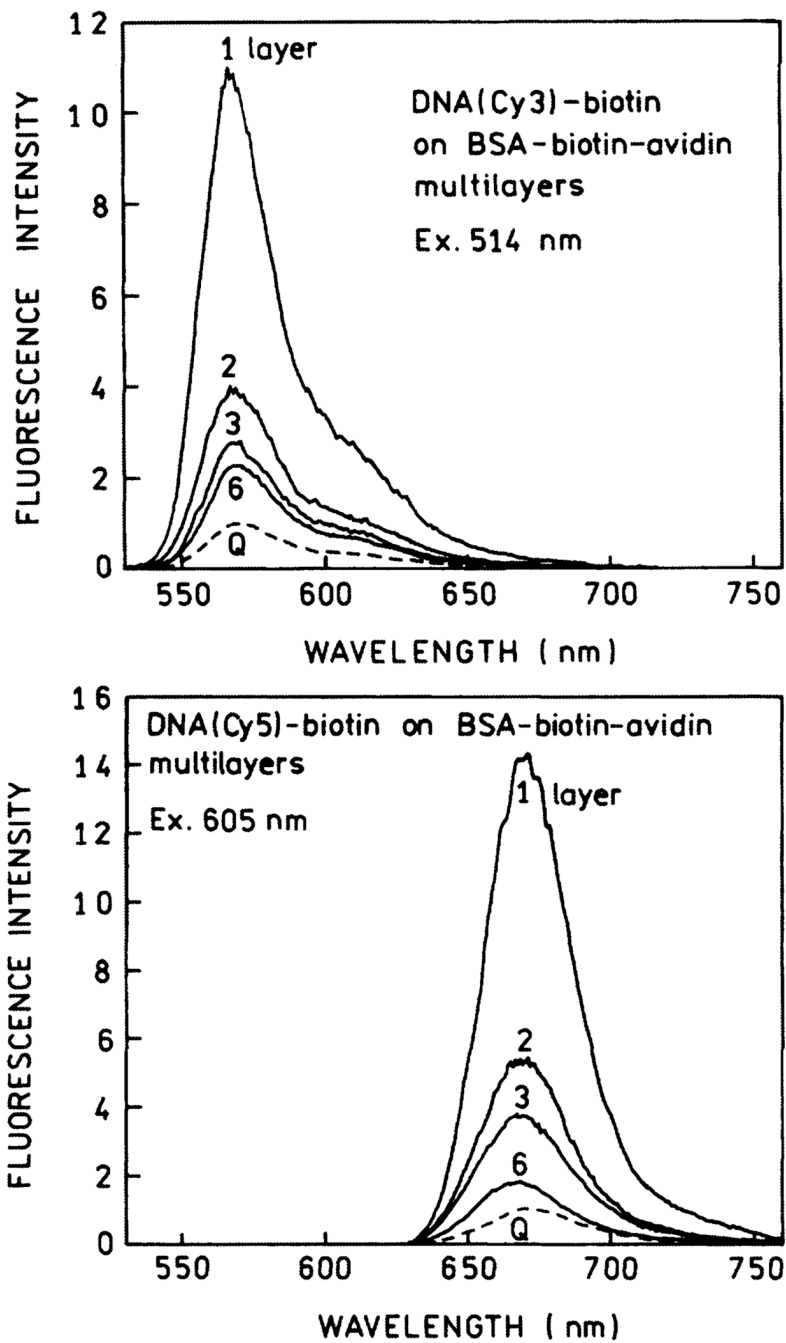 12
10
8
6
4
2
0
FLUORESCENCE INTENSITY
1 layer
2
3
6
Q
DNA(Cy3)-biotin
on BSA-biotin-avidin
multilayers
Ex. 514 nm
550 600 650 700 750
WAVELENGTH (nm)
16
14
12
10
8
6
4
2
0
FLUORESCENCE INTENSITY
DNA(Cy5)-biotin on BSA-biotin-avidin
multilayers
Ex. 605 nm
1 layer
2
3
6
Q
550 600 650 700 750
WAVELENGTH (nm)